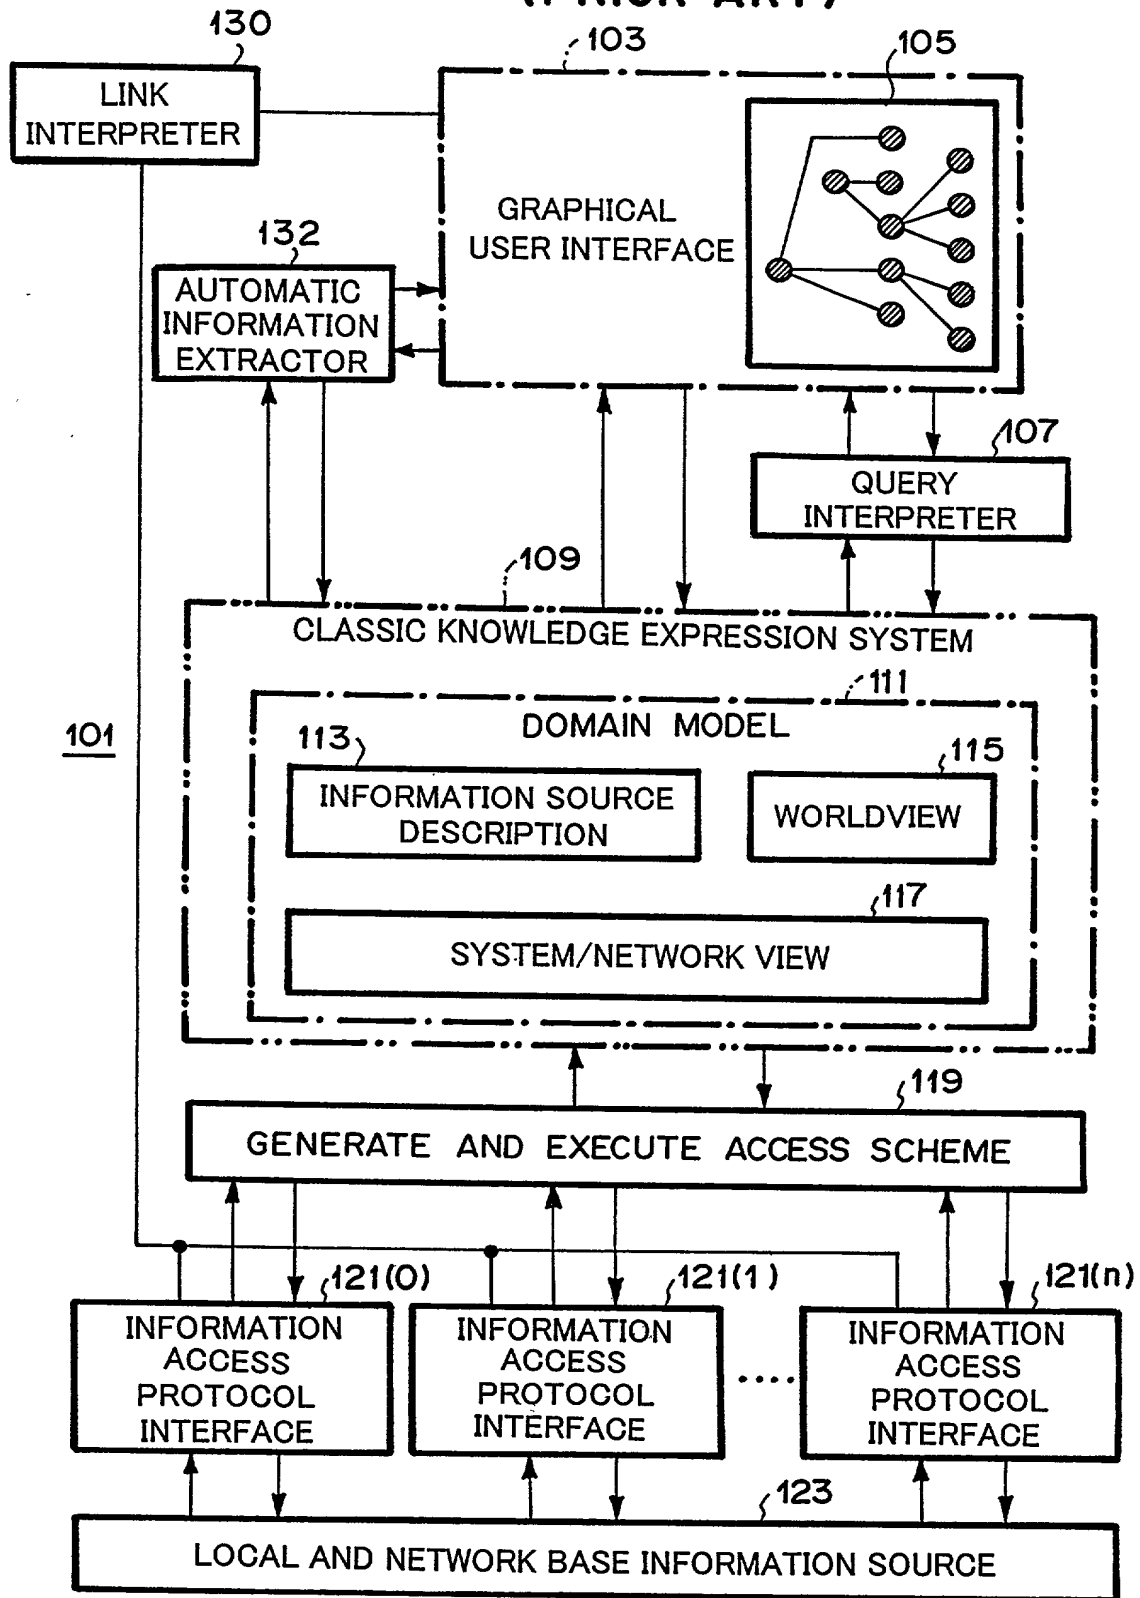 (PRIOR ART)
130
103
105
LINK
INTERPRETER
GRAPHICAL
USER INTERFACE
132
AUTOMATIC
INFORMATION
EXTRACTOR
107
QUERY
INTERPRETER
109
CLASSIC KNOWLEDGE EXPRESSION SYSTEM
111
DOMAIN MODEL
101
113
115
INFORMATION SOURCE
DESCRIPTION
WORLDVIEW
117
SYSTEM/NETWORK VIEW
119
GENERATE AND EXECUTE ACCESS SCHEME
121(0)
121(1)
121(n)
INFORMATION
ACCESS
PROTOCOL
INTERFACE
INFORMATION
ACCESS
PROTOCOL
INTERFACE
....
INFORMATION
ACCESS
PROTOCOL
INTERFACE
123
LOCAL AND NETWORK BASE INFORMATION SOURCE